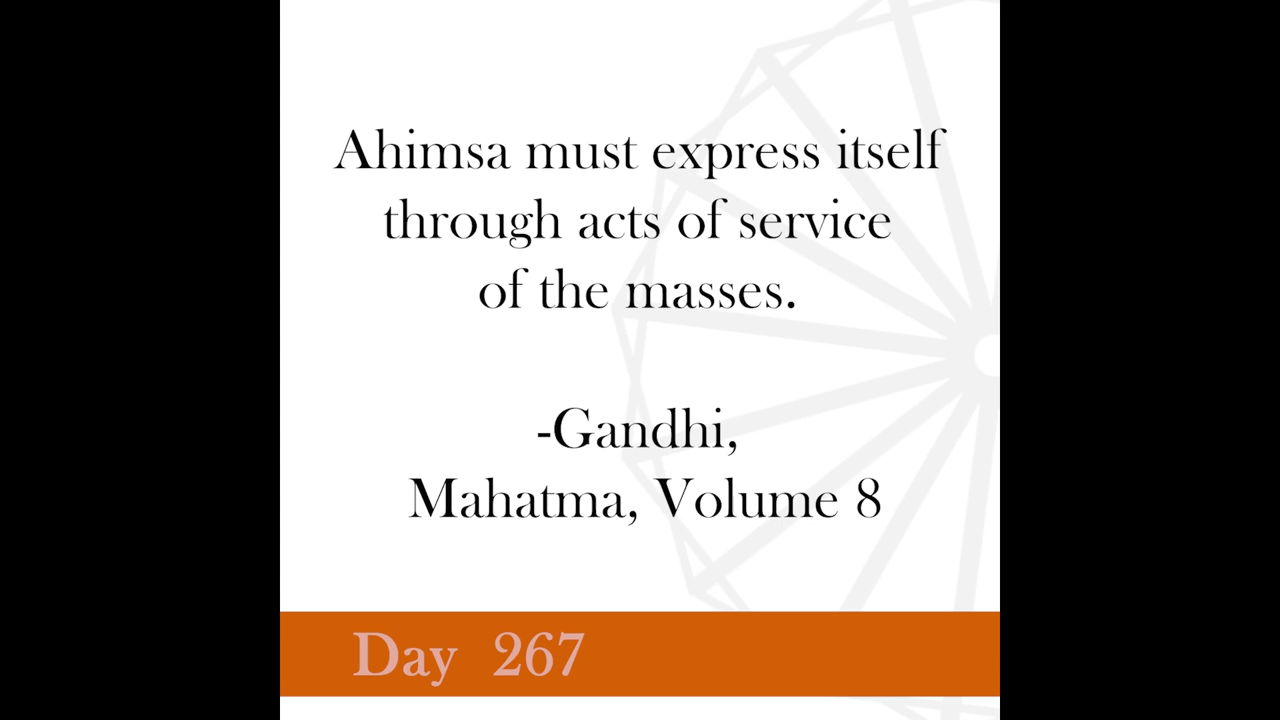 Ahimsa must express itself
through acts of service
of the masses.
-Gandhi,
Mahatma, Volume 8
Day 267